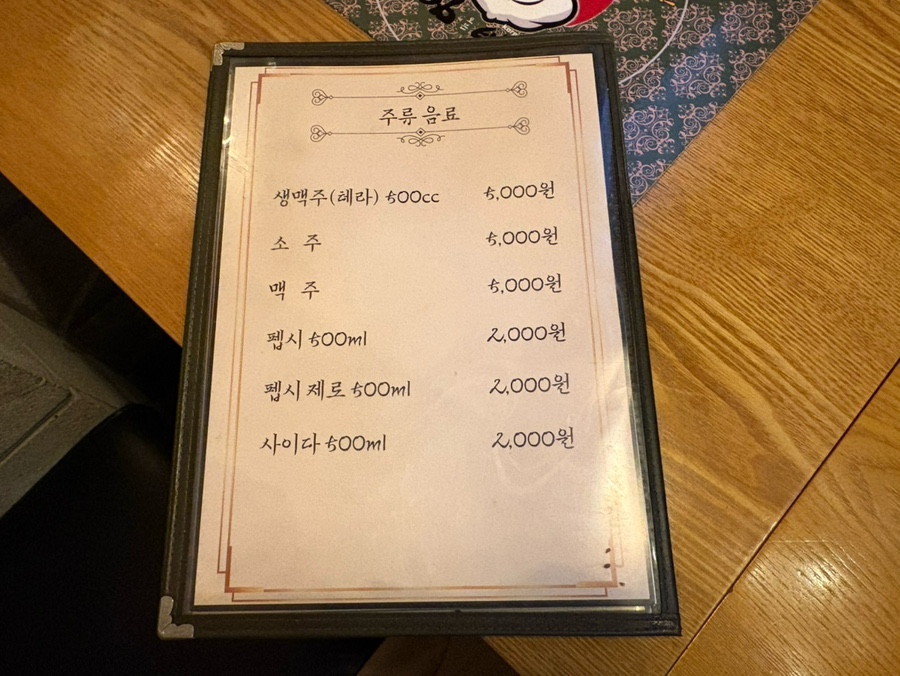 주류 음료
생맥주(테라) 500cc 5,000원
소 주 5,000원
맥 주 5,000원
펩시 500ml 2,000원
펩시 제로 500ml 2,000원
사이다 500ml 2,000원